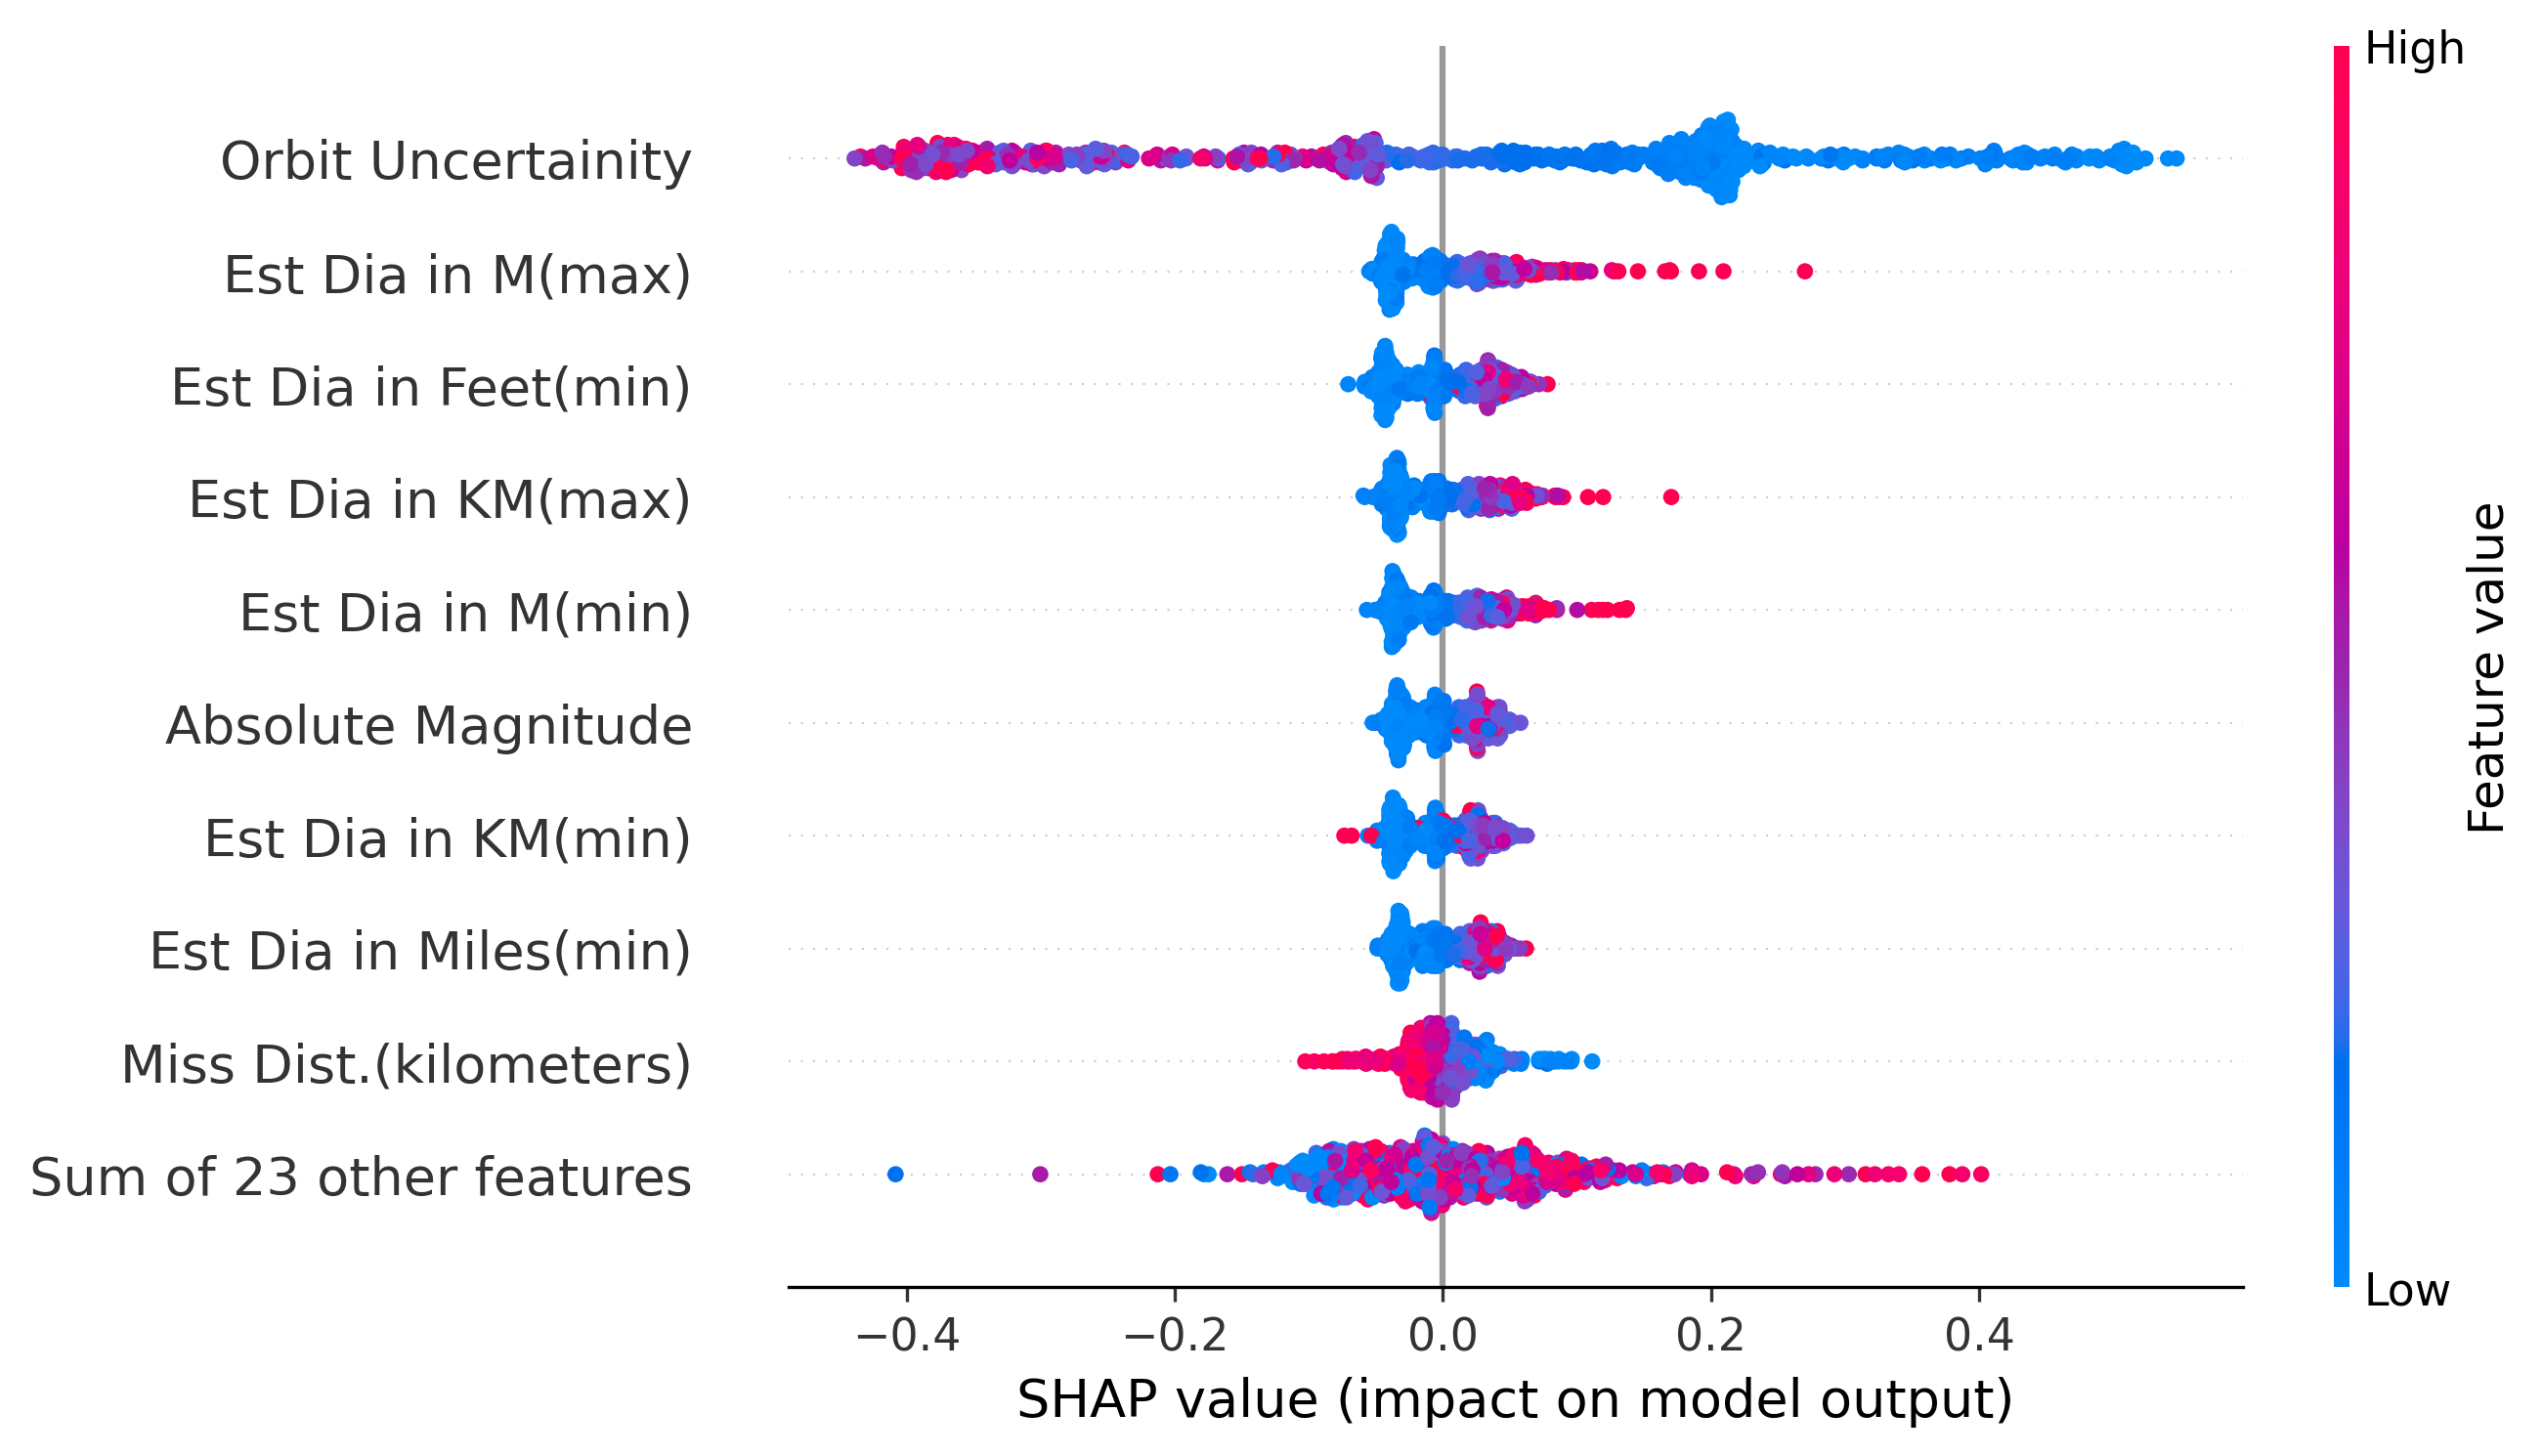 High
Orbit Uncertainity
Est Dia in M(max)
Est Dia in Feet(min)
Est Dia in KM(max)
Est Dia in M(min)
Absolute Magnitude
Est Dia in KM(min)
Est Dia in Miles(min)
Miss Dist.(kilometers)
Sum of 23 other features
Feature value
Low
−0.4 −0.2 0.0 0.2 0.4
SHAP value (impact on model output)